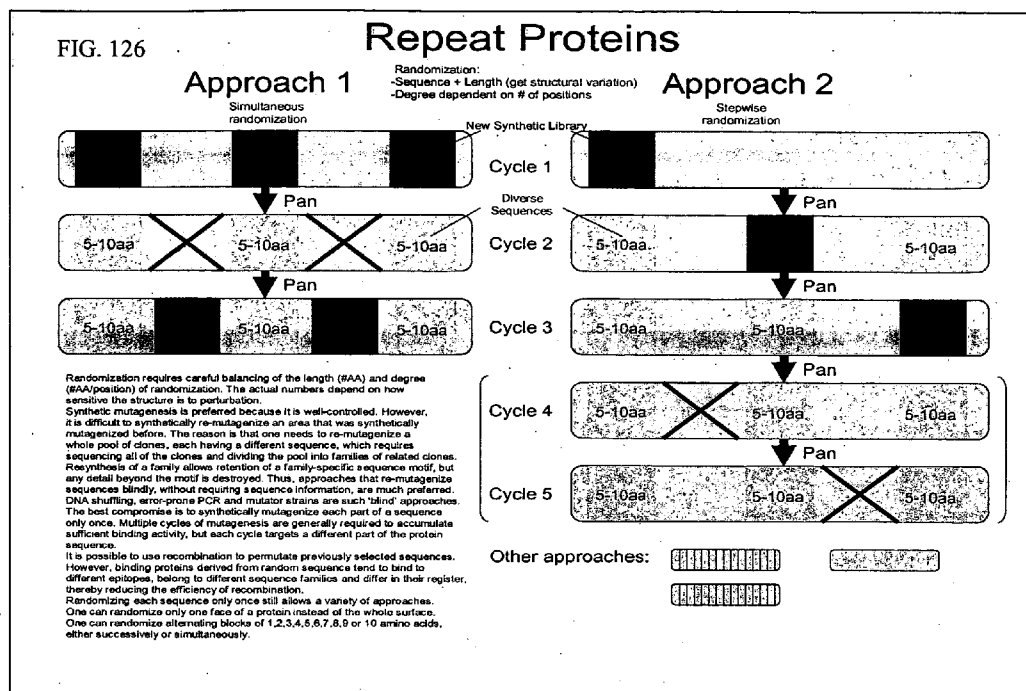 FIG. 126
Repeat Proteins
Approach 1
Simultaneous
randomization
Randomization:
-Sequence + Length (get structural variation)
-Degree dependent on # of positions
Approach 2
Stepwise
randomization
New Synthetic Library
Cycle 1
Pan
Pan
Diverse
Sequences
5-10aa
5-10aa
5-10aa
Cycle 2
5-10aa
5-10aa
Pan
Pan
5-10aa
5-10aa
5-10aa
Cycle 3
5-10aa
5-10aa
Pan
Cycle 4
5-10aa
5-10aa
5-10aa
Pan
Cycle 5
5-10aa
5-10aa
5-10aa
Randomization requires careful balancing of the length (#AA) and degree
(#AA/position) of randomization. The actual numbers depend on how
sensitive the structure is to perturbation.
Synthetic mutagenesis is preferred because it is well-controlled. However,
it is difficult to synthetically re-mutagenize an area that was synthetically
mutagenized before. The reason is that one needs to re-mutagenize a
whole pool of clones, each having a different sequence, which requires
sequencing all of the clones and dividing the pool into families of related clones.
Resynthesis of a family allows retention of a family-specific sequence motif, but
any detail beyond the motif is destroyed. Thus, approaches that re-mutagenize
sequences blindly, without requiring sequence information, are much preferred.
DNA shuffling, error-prone PCR and mutator strains are such 'blind' approaches.
The best compromise is to synthetically mutagenize each part of a sequence
only once. Multiple cycles of mutagenesis are generally required to accumulate
sufficient binding activity, but each cycle targets a different part of the protein
sequence.
It is possible to use recombination to permutate previously selected sequences.
However, binding proteins derived from random sequence tend to bind to
different epitopes, belong to different sequence families and differ in their register,
thereby reducing the efficiency of recombination.
Randomizing each sequence only once still allows a variety of approaches.
One can randomize only one face of a protein instead of the whole surface.
One can randomize alternating blocks of 1,2,3,4,5,6,7,8,9 or 10 amino acids,
either successively or simultaneously.
Other approaches: